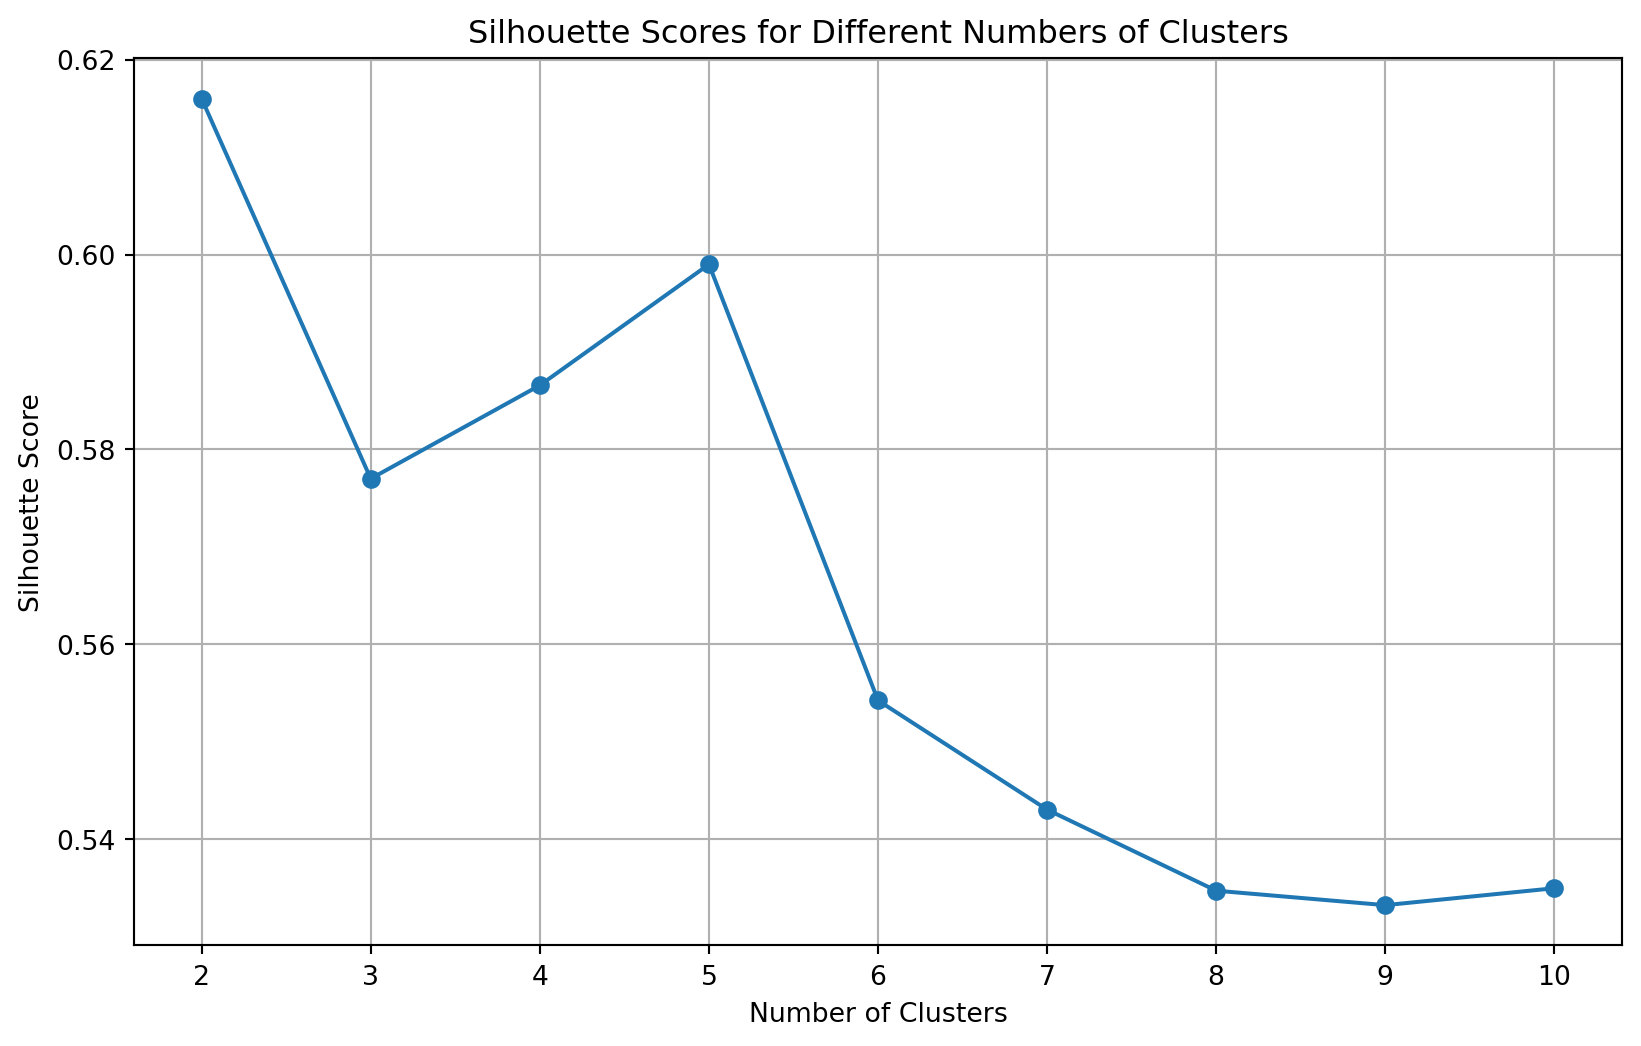 Silhouette Scores for Different Numbers of Clusters
0.62
0.60
0.58
0.56
0.54
Silhouette Score
2 3 4 5 6 7 8 9 10
Number of Clusters